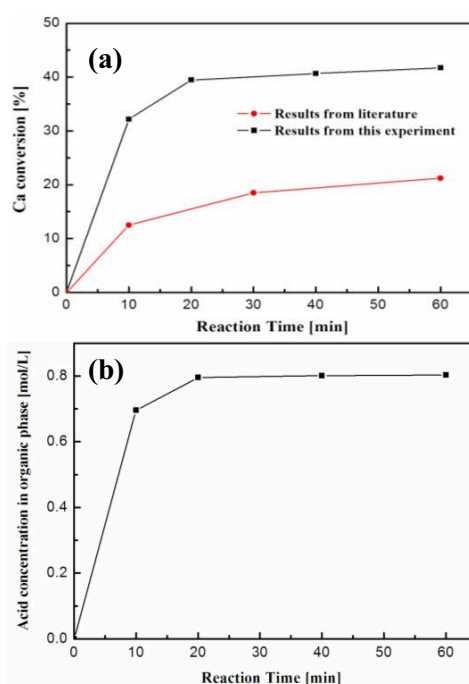 (a)
Ca conversion [%]
50
40
30
20
10
0
Results from literature
Results from this experiment
0 10 20 30 40 50 60
Reaction Time [min]
(b)
Acid concentration in organic phase [mol/L]
0.8
0.6
0.4
0.2
0.0
0 10 20 30 40 50 60
Reaction Time [min]